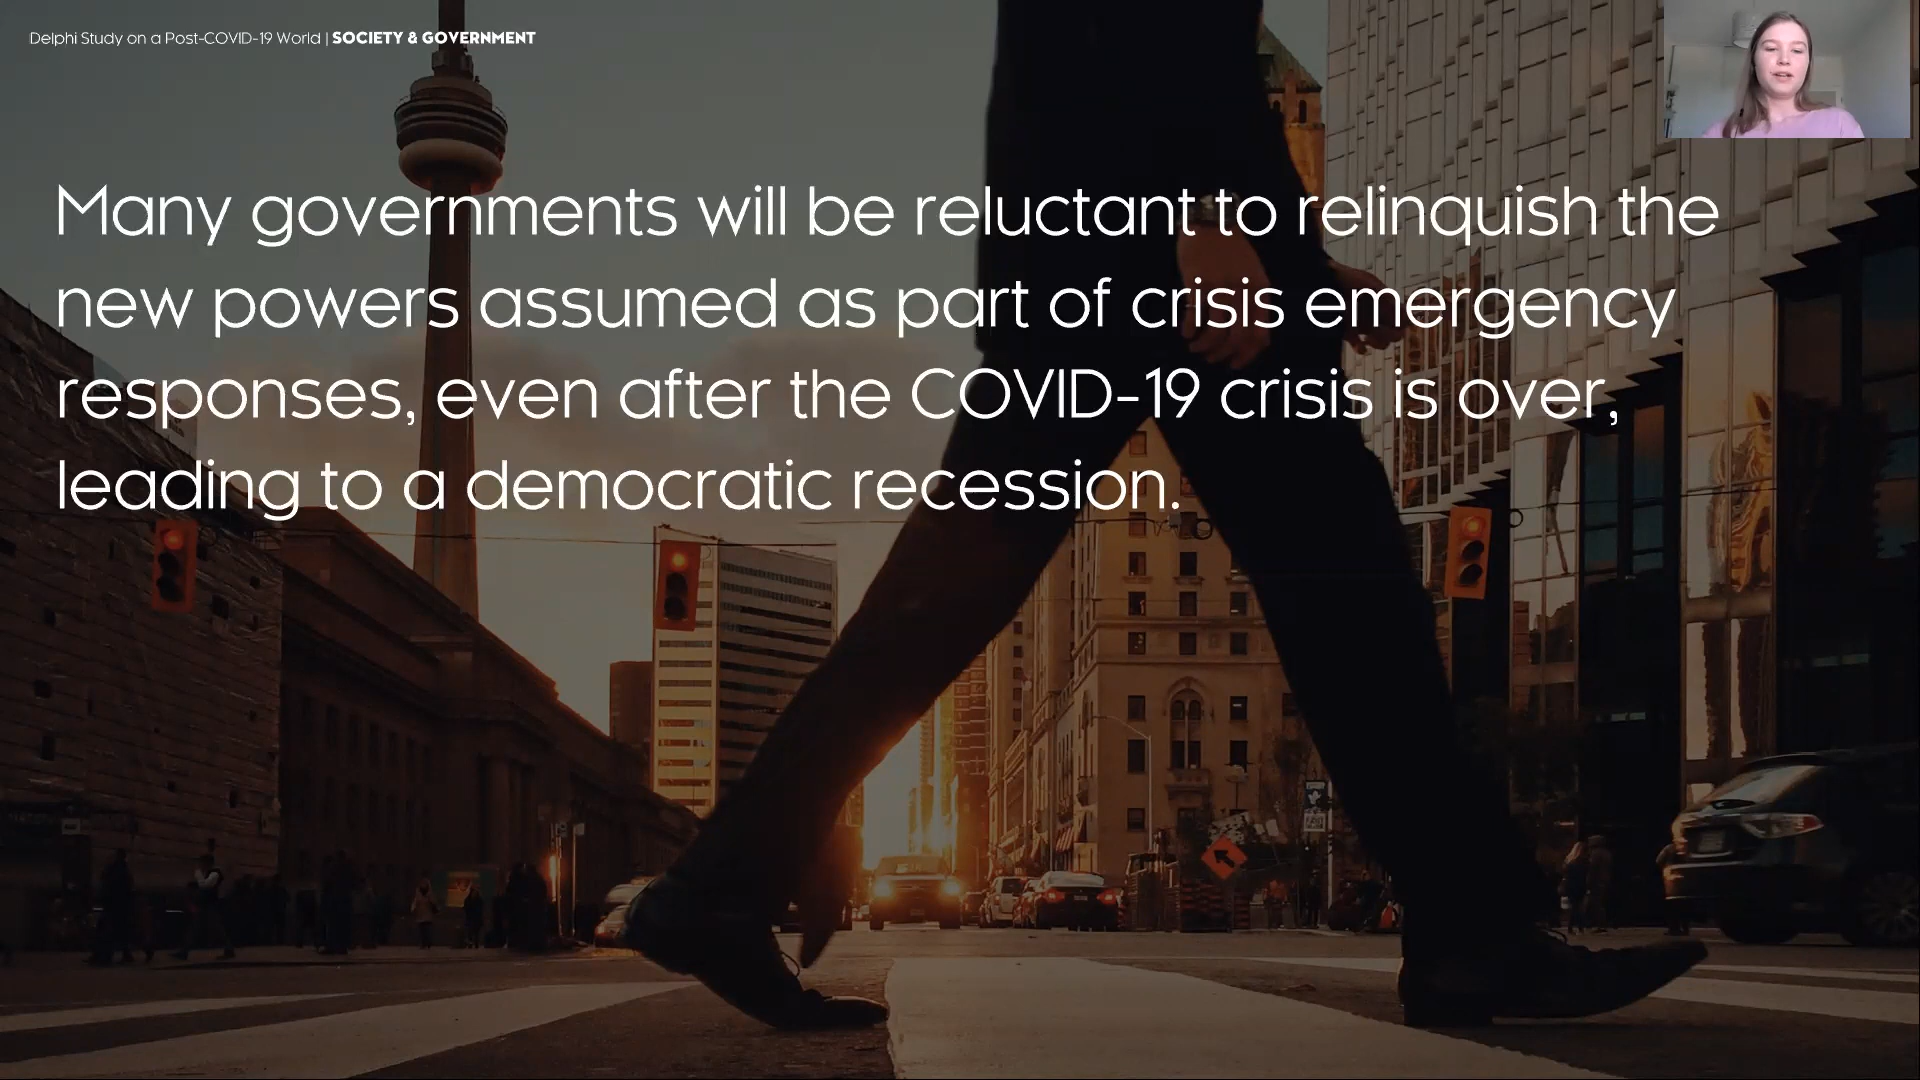 Delphi Study on a Post-COVID-19 World | SOCIETY & GOVERNMENT
Many governments will be reluctant to relinquish the
new powers assumed as part of crisis emergency
responses, even after the COVID-19 crisis is over,
leading to a democratic recession.